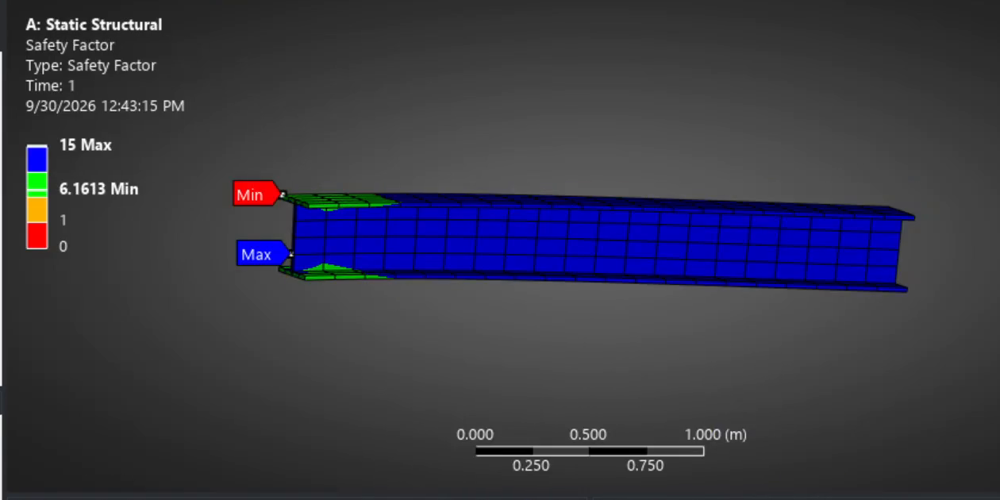 A: Static Structural
Safety Factor
Type: Safety Factor
Time: 1
9/30/2026 12:43:15 PM
15 Max
6.1613 Min
1
0
Min
Max
0.000 0.500 1.000 (m)
0.250 0.750